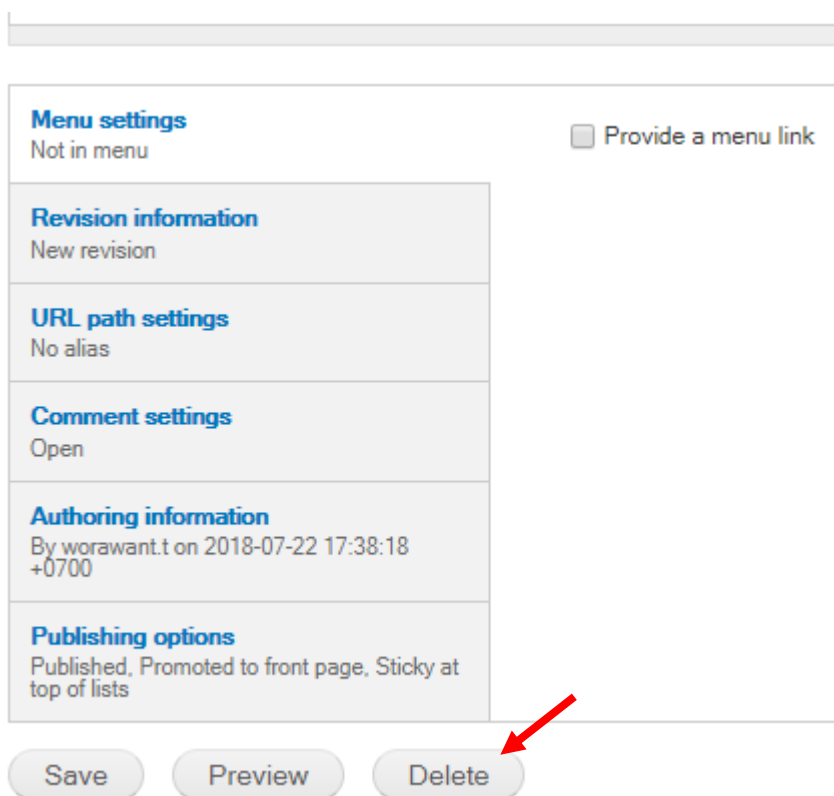 Menu settings
Not in menu
Provide a menu link
Revision information
New revision
URL path settings
No alias
Comment settings
Open
Authoring information
By worawant.t on 2018-07-22 17:38:18
+0700
Publishing options
Published, Promoted to front page, Sticky at
top of lists
Save
Preview
Delete